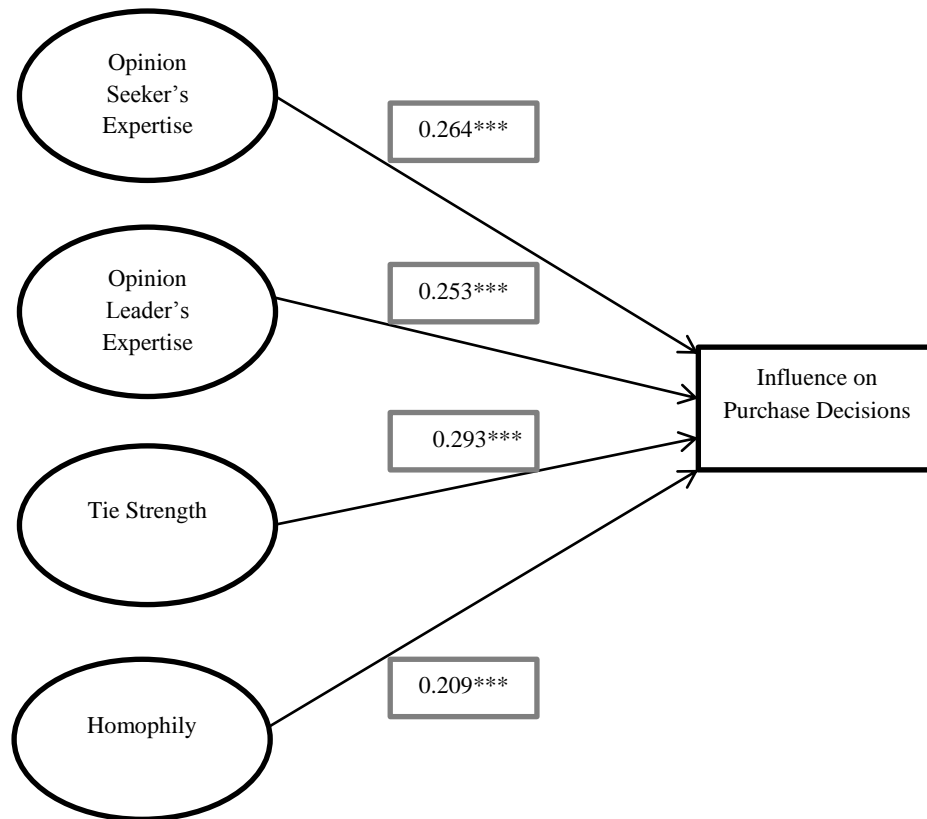 Opinion
Seeker’s
Expertise
0.264***
Opinion
Leader’s
Expertise
0.253***
Influence on
Purchase Decisions
0.293***
Tie Strength
Homophily
0.209***